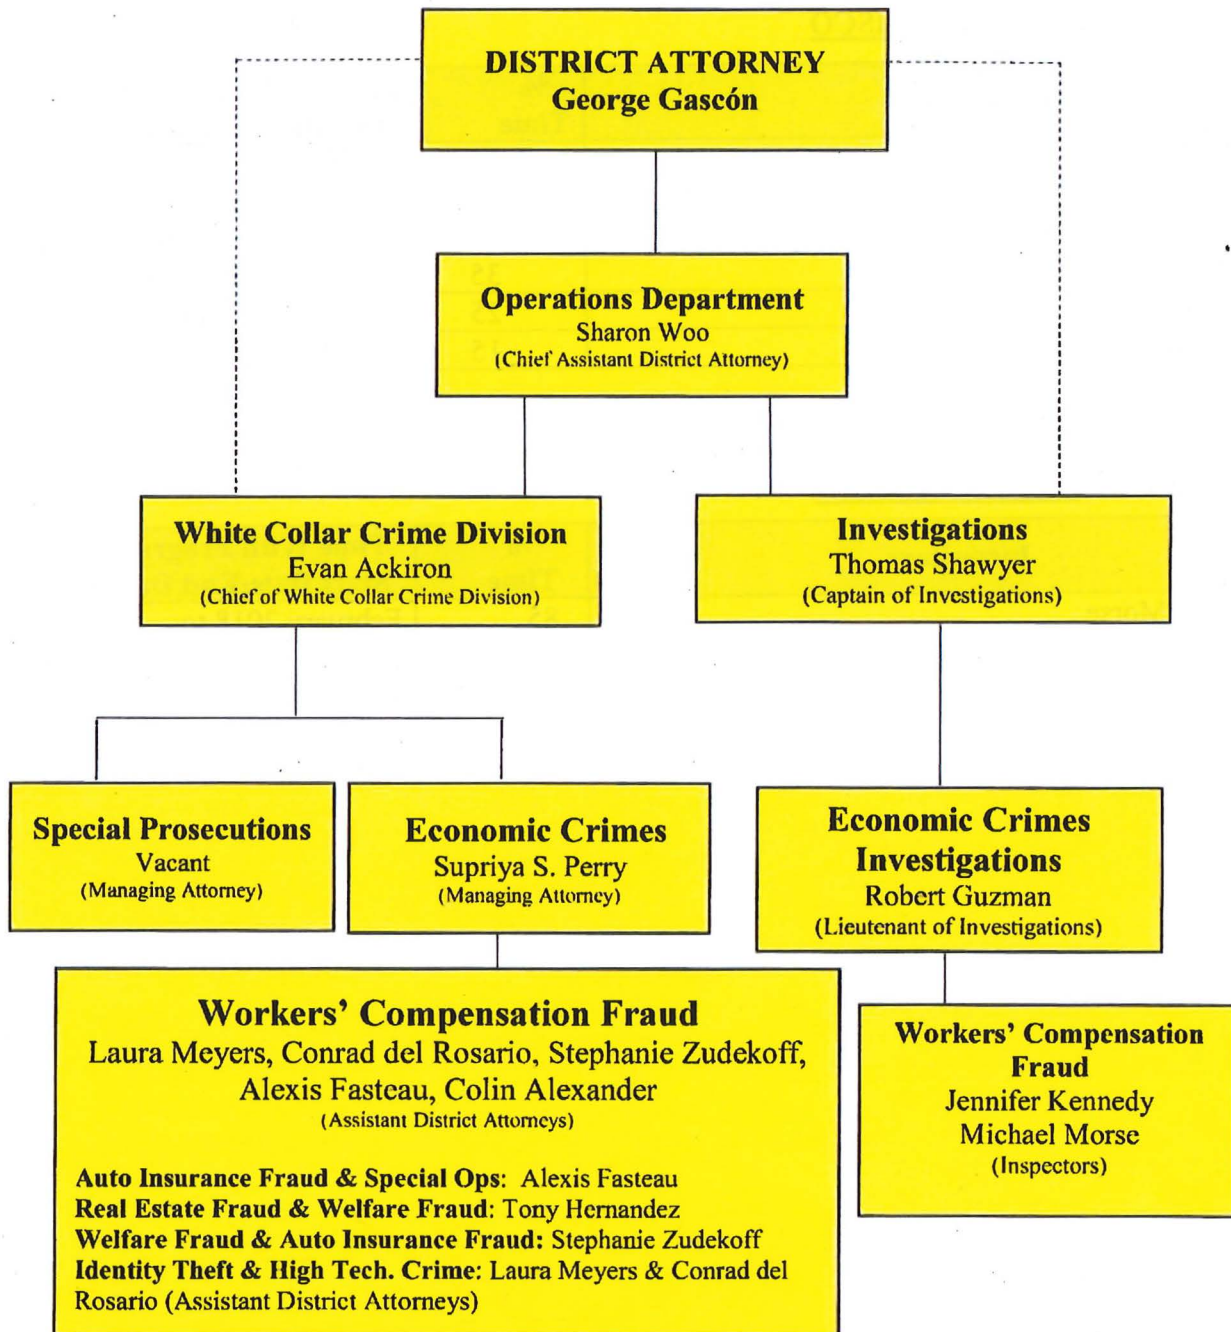 DISTRICT ATTORNEY
George Gascón
Operations Department
Sharon Woo
(Chief Assistant District Attorney)
White Collar Crime Division
Evan Ackiron
(Chief of White Collar Crime Division)
Investigations
Thomas Shawyer
(Captain of Investigations)
Special Prosecutions
Vacant
(Managing Attorney)
Economic Crimes
Supriya S. Perry
(Managing Attorney)
Economic Crimes
Investigations
Robert Guzman
(Lieutenant of Investigations)
Workers' Compensation Fraud
Laura Meyers, Conrad del Rosario, Stephanie Zudekoff,
Alexis Fasteau, Colin Alexander
(Assistant District Attorneys)
Auto Insurance Fraud & Special Ops: Alexis Fasteau
Real Estate Fraud & Welfare Fraud: Tony Hernandez
Welfare Fraud & Auto Insurance Fraud: Stephanie Zudekoff
Identity Theft & High Tech. Crime: Laura Meyers & Conrad del
Rosario (Assistant District Attorneys)
Workers' Compensation
Fraud
Jennifer Kennedy
Michael Morse
(Inspectors)